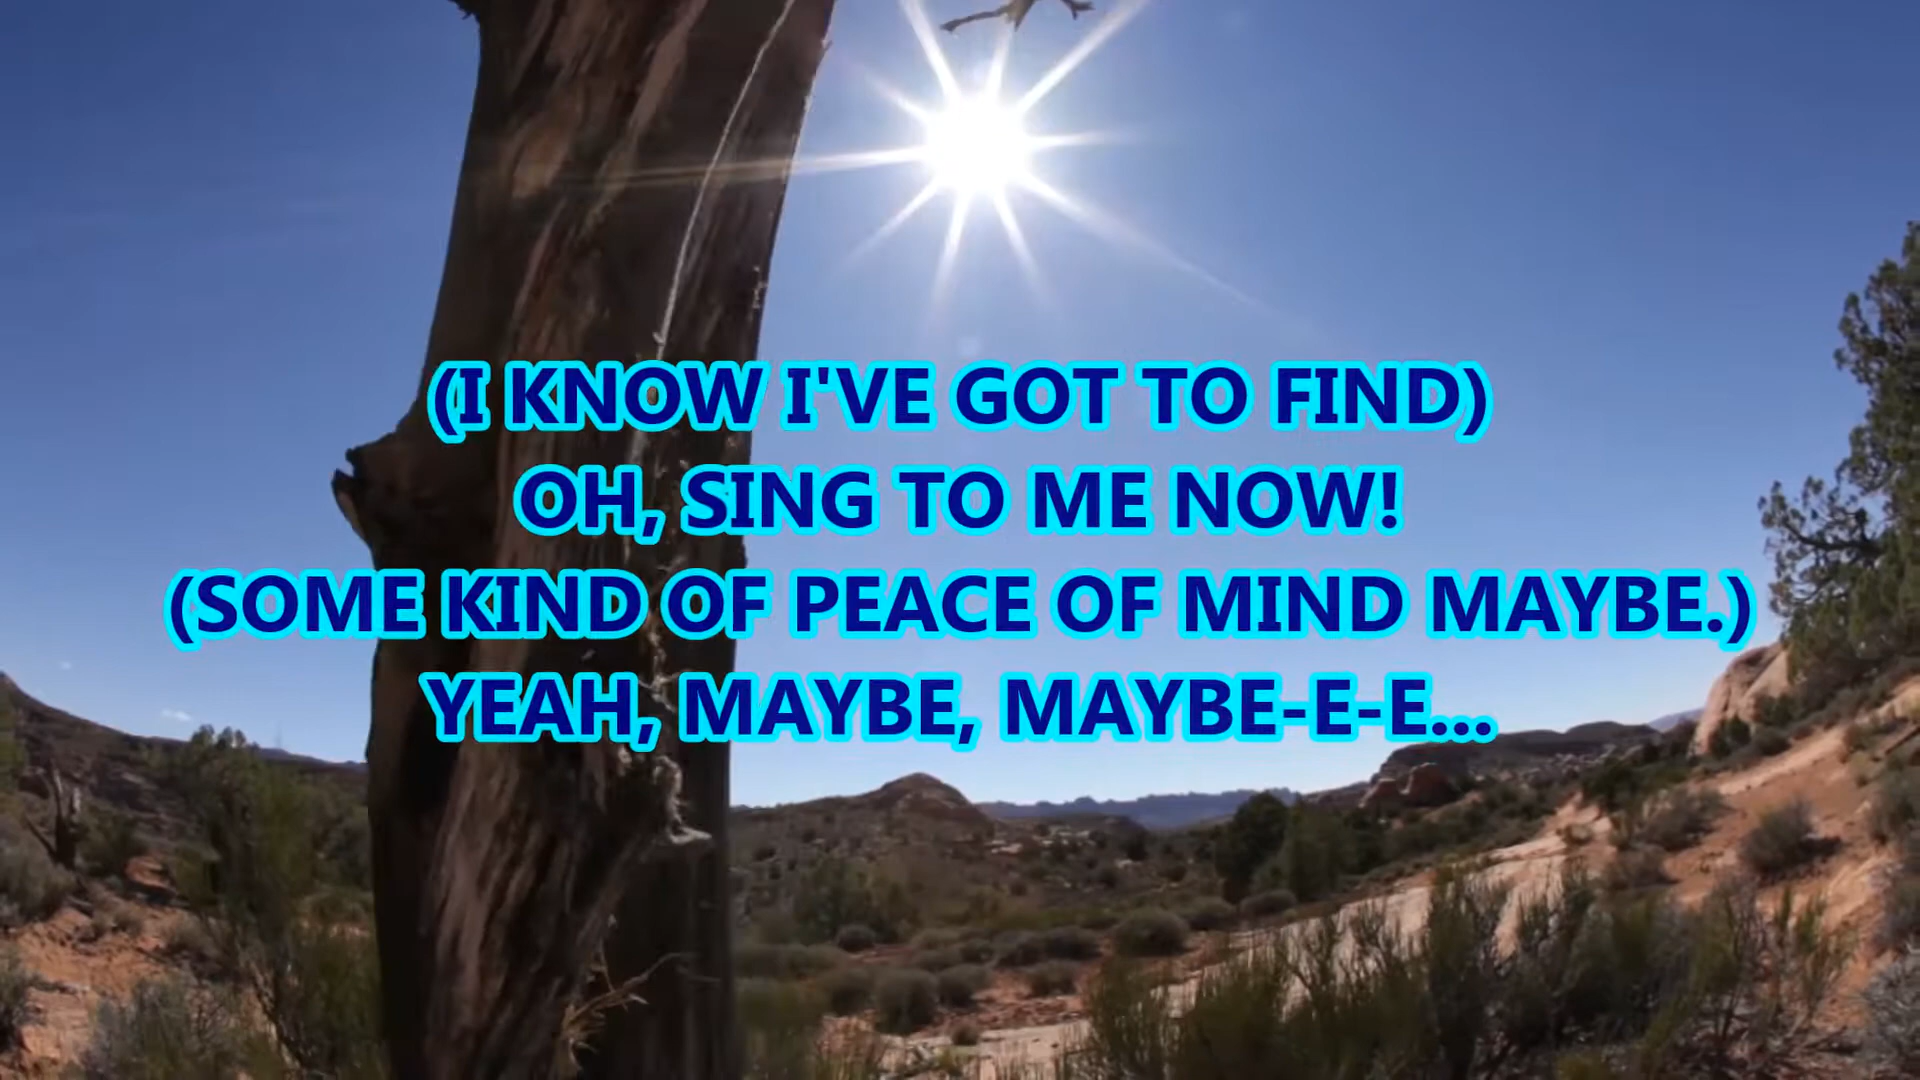 (I KNOW I'VE GOT TO FIND)
OH, SING TO ME NOW!
(SOME KIND OF PEACE OF MIND MAYBE.)
YEAH, MAYBE, MAYBE-E-E...